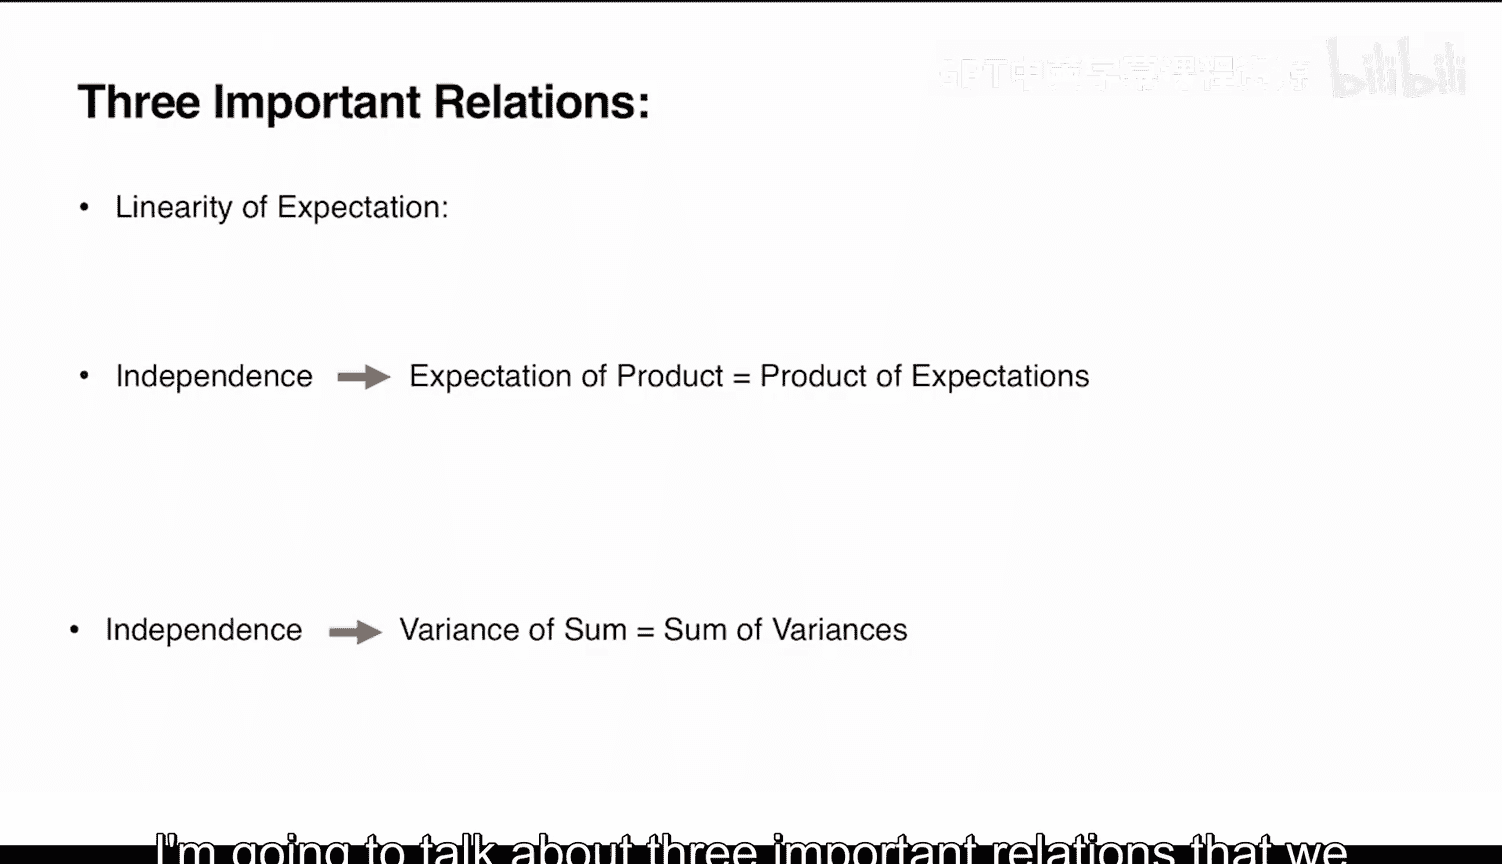 bilibili
Three Important Relations:
• Linearity of Expectation:
• Independence Expectation of Product = Product of Expectations
• Independence Variance of Sum = Sum of Variances
I'm going to talk about three important relations that we